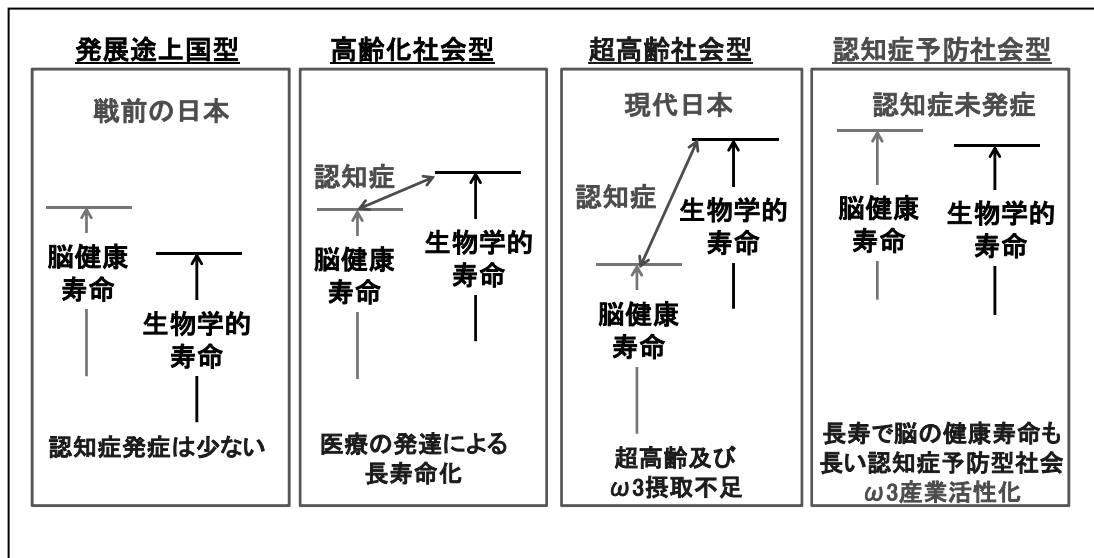 発展途上国型
戦前の日本
脳健康
寿命
生物学的
寿命
認知症発症は少ない
高齢化社会型
認知症
脳健康
寿命
生物学的
寿命
医療の発達による
長寿命化
超高齢社会型
現代日本
認知症
生物学的
寿命
脳健康
寿命
超高齢及び
ω3摂取不足
認知症予防社会型
認知症未発症
脳健康
寿命
生物学的
寿命
長寿で脳の健康寿命も
長い認知症予防型社会
ω3産業活性化